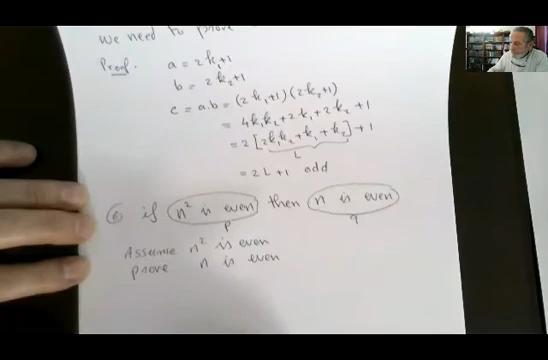 we need to prove
Proof. a = 2k₁+1
b = 2k₂+1
c = a.b = (2k₁+1)(2k₂+1)
= 4k₁k₂+2k₁+2k₂+1
= 2[2k₁k₂+k₁+k₂]+1
L
= 2L+1 odd
⑥ if n² is even then n is even
p q
Assume n² is even
prove n is even